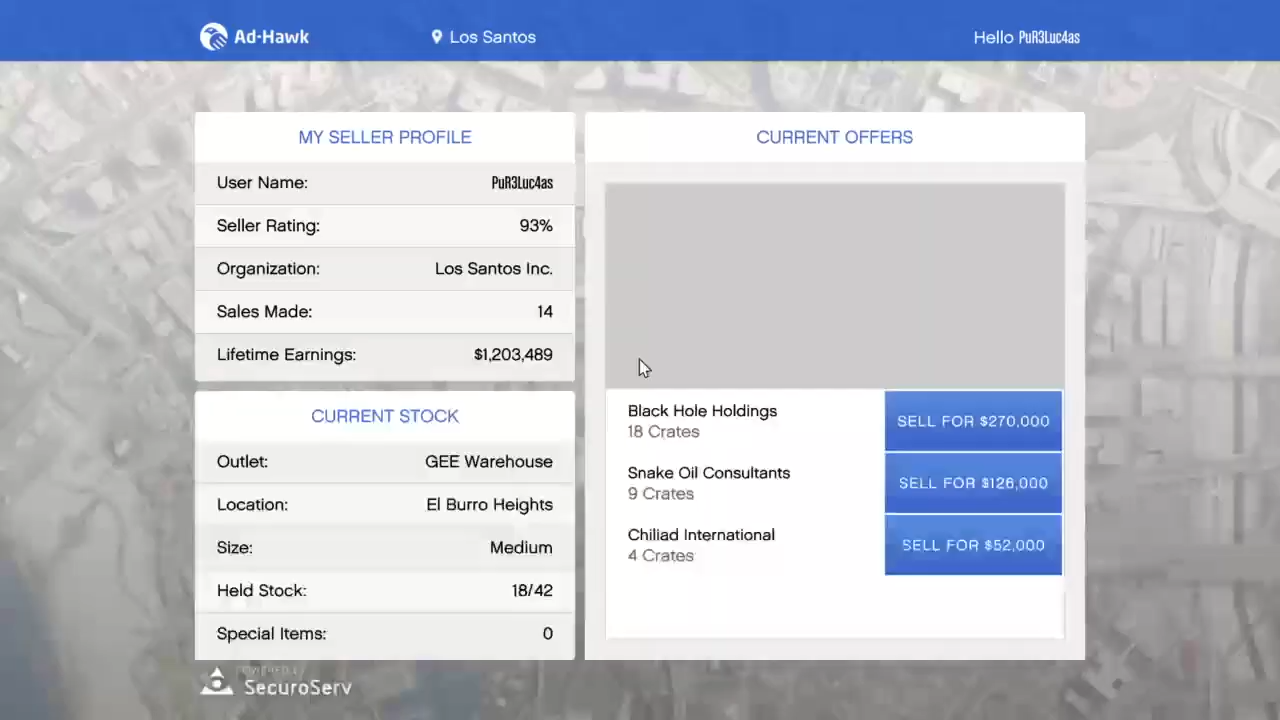 Ad-Hawk
Los Santos
Hello PuR3Luc4as
MY SELLER PROFILE
User Name: PuR3Luc4as
Seller Rating: 93%
Organization: Los Santos Inc.
Sales Made: 14
Lifetime Earnings: $1,203,489
CURRENT STOCK
Outlet: GEE Warehouse
Location: El Burro Heights
Size: Medium
Held Stock: 18/42
Special Items: 0
CURRENT OFFERS
Black Hole Holdings
18 Crates
SELL FOR $270,000
Snake Oil Consultants
9 Crates
SELL FOR $126,000
Chiliad International
4 Crates
SELL FOR $52,000
POWERED BY
SecuroServ